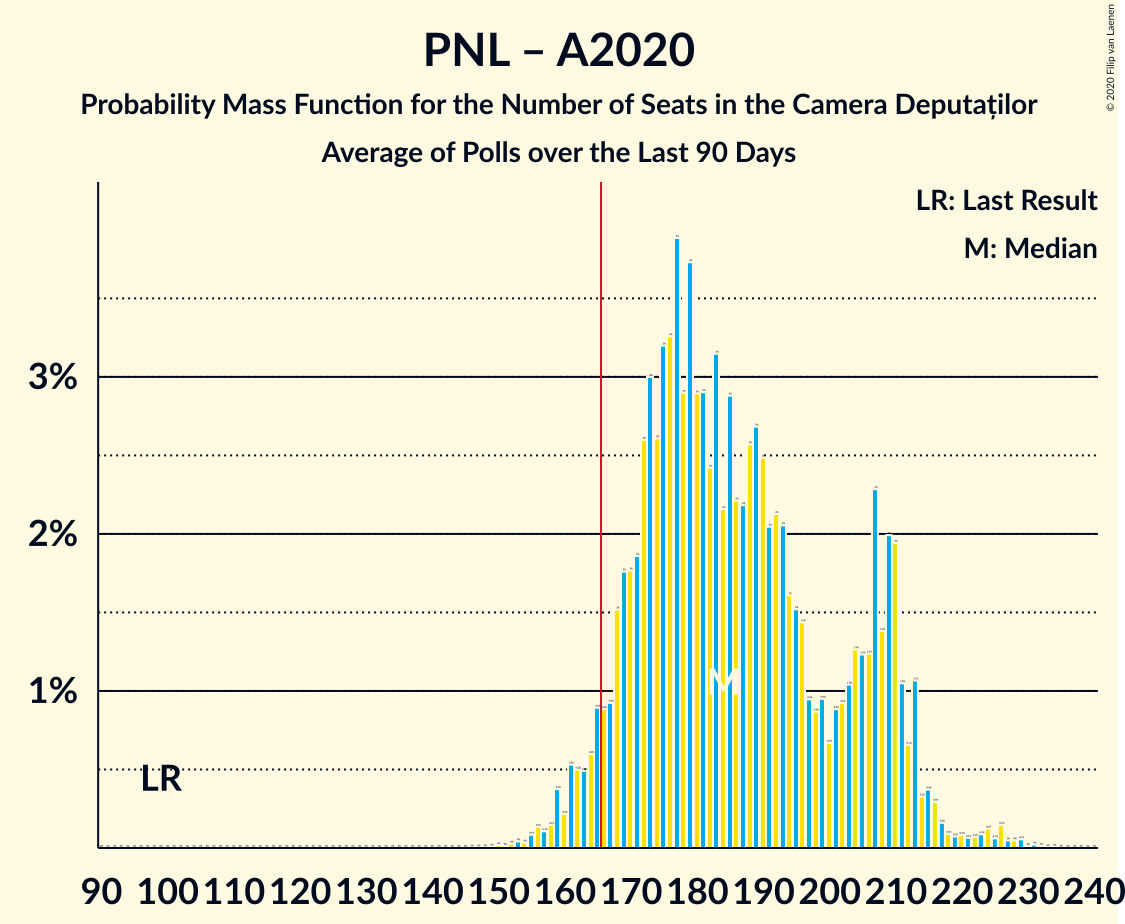 PNL – A2020
Probability Mass Function for the Number of Seats in the Camera Deputaților
Average of Polls over the Last 90 Days
© 2020 Filip van Laenen
LR: Last Result
M: Median
3%
2%
1%
LR
M
90 100 110 120 130 140 150 160 170 180 190 200 210 220 230 240